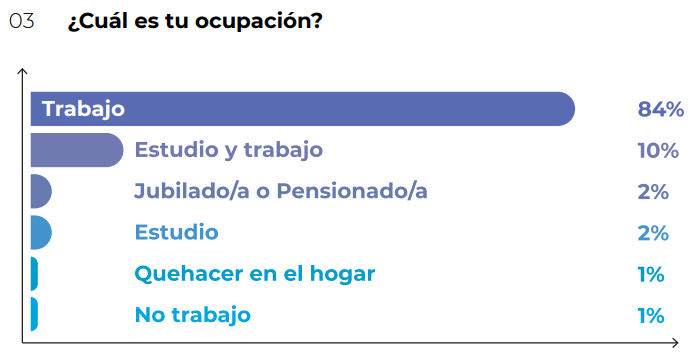 03 ¿Cuál es tu ocupación?
Trabajo 84%
Estudio y trabajo 10%
Jubilado/a o Pensionado/a 2%
Estudio 2%
Quehacer en el hogar 1%
No trabajo 1%